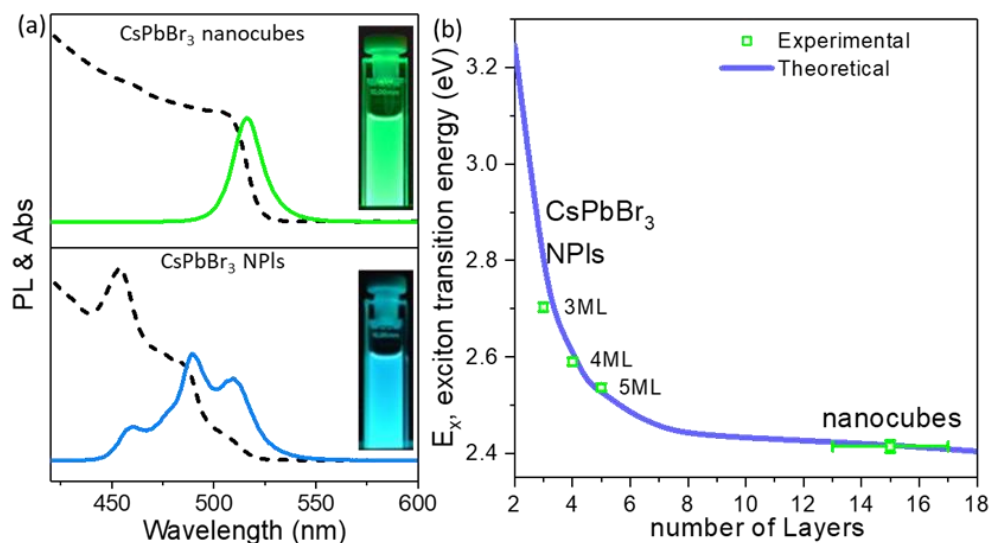 (a)
CsPbBr₃ nanocubes
CsPbBr₃ NPls
PL & Abs
450 500 550 600
Wavelength (nm)
(b)
Experimental
Theoretical
CsPbBr₃
NPls
3ML
4ML
5ML
nanocubes
Eₓ, exciton transition energy (eV)
3.2
3.0
2.8
2.6
2.4
2 4 6 8 10 12 14 16 18
number of Layers